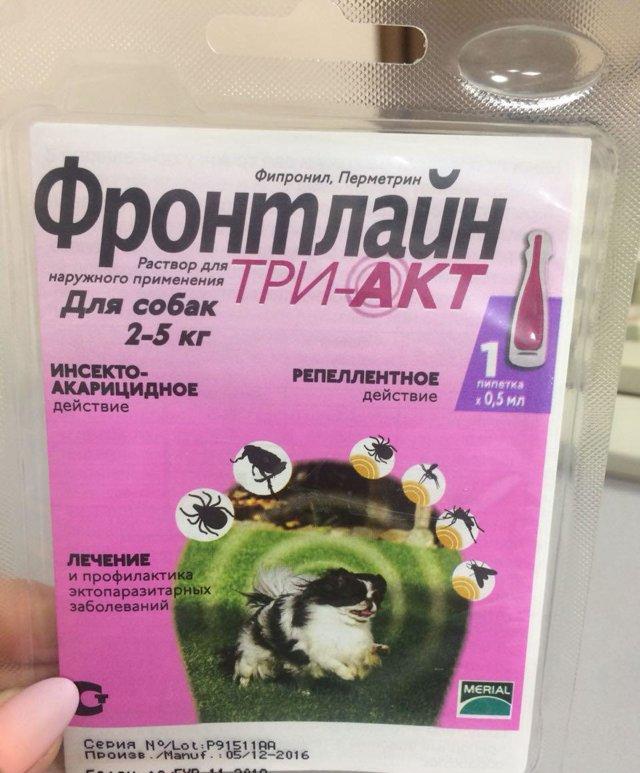 Фипронил, Перметрин
Фронтлайн
Раствор для
наружного применения
ТРИ-АКТ
Для собак
2-5 кг
1
пипетка
х 0,5 мл
ИНСЕКТО-
АКАРИЦИДНОЕ
действие
РЕПЕЛЛЕНТНОЕ
действие
ЛЕЧЕНИЕ
и профилактика
эктопаразитарных
заболеваний
MERIAL
Серия №/Lot:P91511AA
Произв./Manuf.:05/12-2016